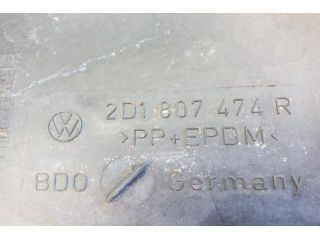 2D1 807 474 R
>PP+EPDM<
BDO Germany